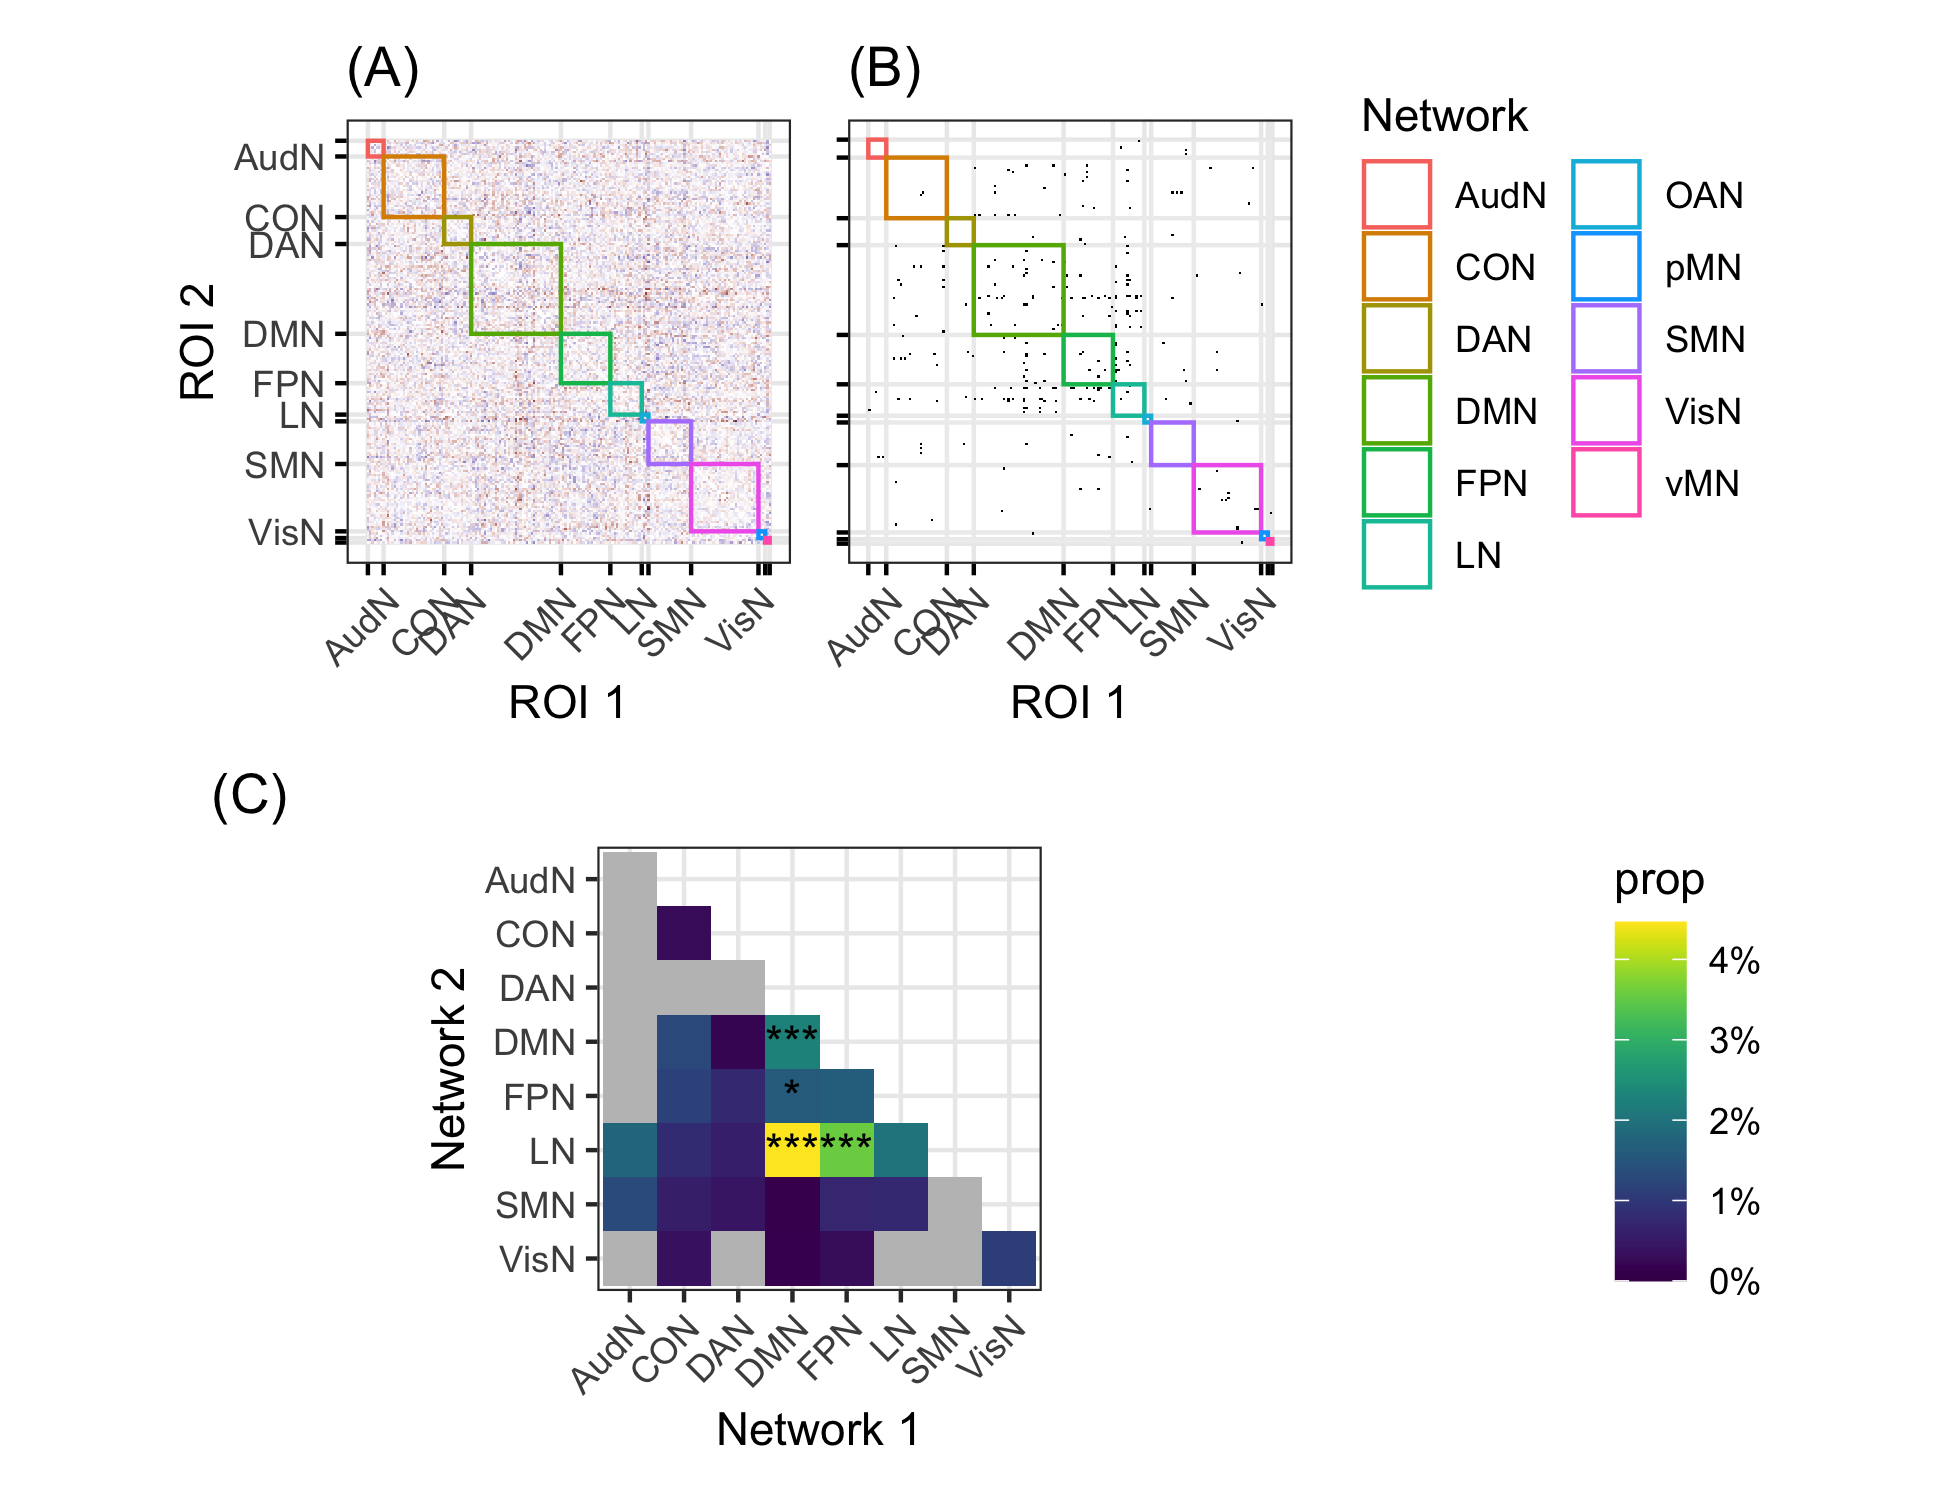 (A)
(B)
ROI 2
AudN
CON
DAN
DMN
FPN
LN
SMN
VisN
AudN
CON
DAN
DMN
FPN
LN
SMN
VisN
ROI 1
AudN
CON
DAN
DMN
FPN
LN
SMN
VisN
ROI 1
Network
AudN
CON
DAN
DMN
FPN
LN
OAN
pMN
SMN
VisN
vMN
(C)
Network 2
AudN
CON
DAN
DMN
FPN
LN
SMN
VisN
***
*
***
***
AudN
CON
DAN
DMN
FPN
LN
SMN
VisN
Network 1
prop
4%
3%
2%
1%
0%